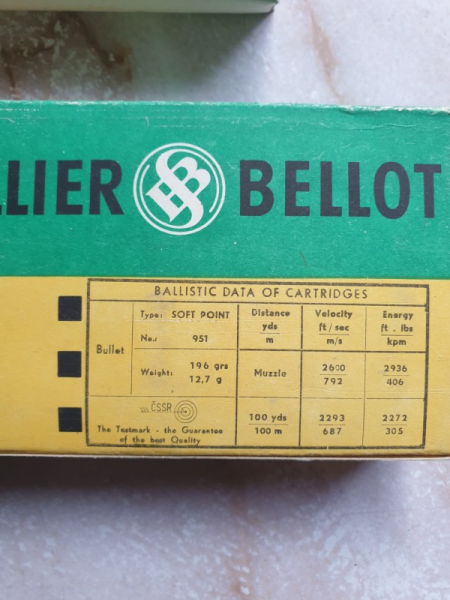 LLIER SB BELLOT
BALLISTIC DATA OF CARTRIDGES
Bullet
Type: SOFT POINT
No.: 951
Weight: 196 grs
12,7 g
Distance
yds
m
Velocity
ft / sec
m/s
Energy
ft . lbs
kpm
Muzzle
2600
792
2936
406
ČSSR
The Testmark - the Guarantee
of the best Quality
100 yds
100 m
2293
687
2272
305